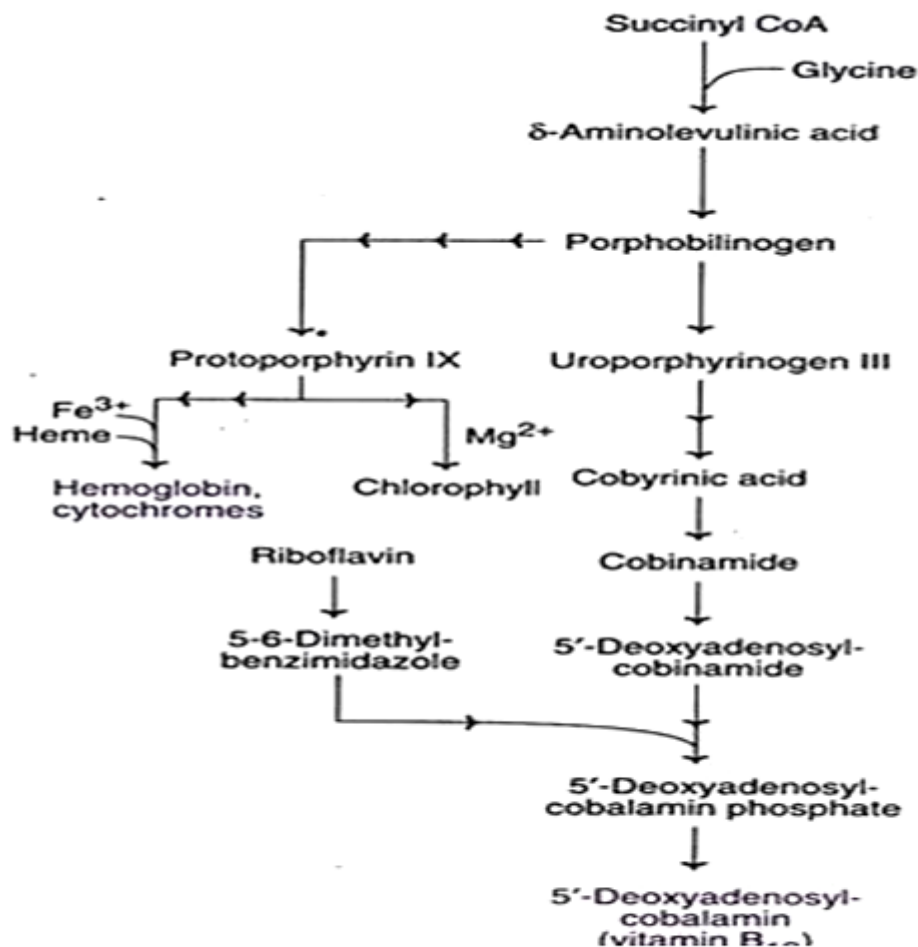 Succinyl CoA
Glycine
δ-Aminolevulinic acid
Porphobilinogen
Protoporphyrin IX
Uroporphyrinogen III
Fe3+
Heme
Mg2+
Hemoglobin,
cytochromes
Chlorophyll
Cobyrinic acid
Riboflavin
Cobinamide
5-6-Dimethyl-
benzimidazole
5′-Deoxyadenosyl-
cobinamide
5′-Deoxyadenosyl-
cobalamin phosphate
5′-Deoxyadenosyl-
cobalamin
(vitamin B